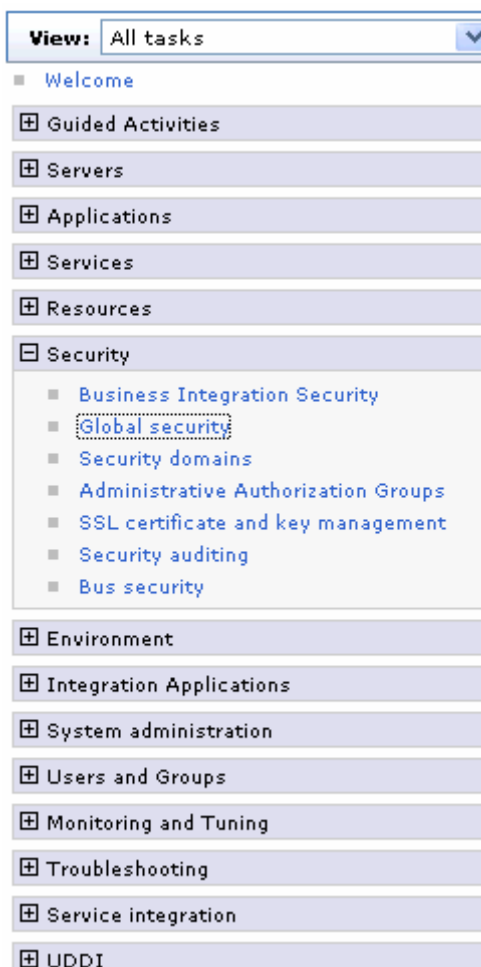 View: All tasks
Welcome
Guided Activities
Servers
Applications
Services
Resources
Security
Business Integration Security
Global security
Security domains
Administrative Authorization Groups
SSL certificate and key management
Security auditing
Bus security
Environment
Integration Applications
System administration
Users and Groups
Monitoring and Tuning
Troubleshooting
Service integration
UDDI